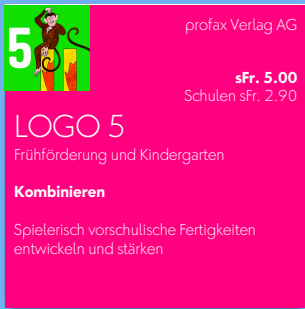 5
profax Verlag AG
sFr. 5.00
Schulen sFr. 2.90
LOGO 5
Frühförderung und Kindergarten
Kombinieren
Spielerisch vorschulische Fertigkeiten
entwickeln und stärken